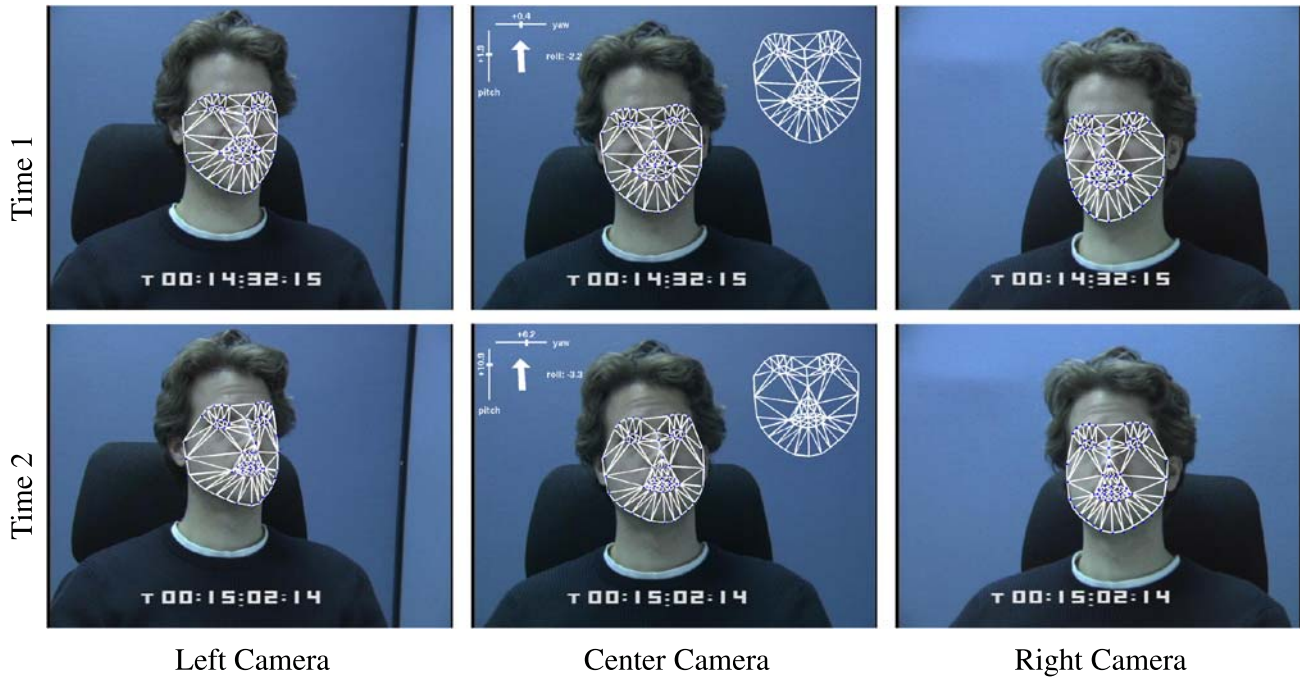 Time 1
+0.4
yaw
roll: -2.2
pitch
T 00:14:32:15
T 00:14:32:15
T 00:14:32:15
Time 2
+6.2
yaw
+10.9
roll: -3.3
pitch
T 00:15:02:14
T 00:15:02:14
T 00:15:02:14
Left Camera
Center Camera
Right Camera